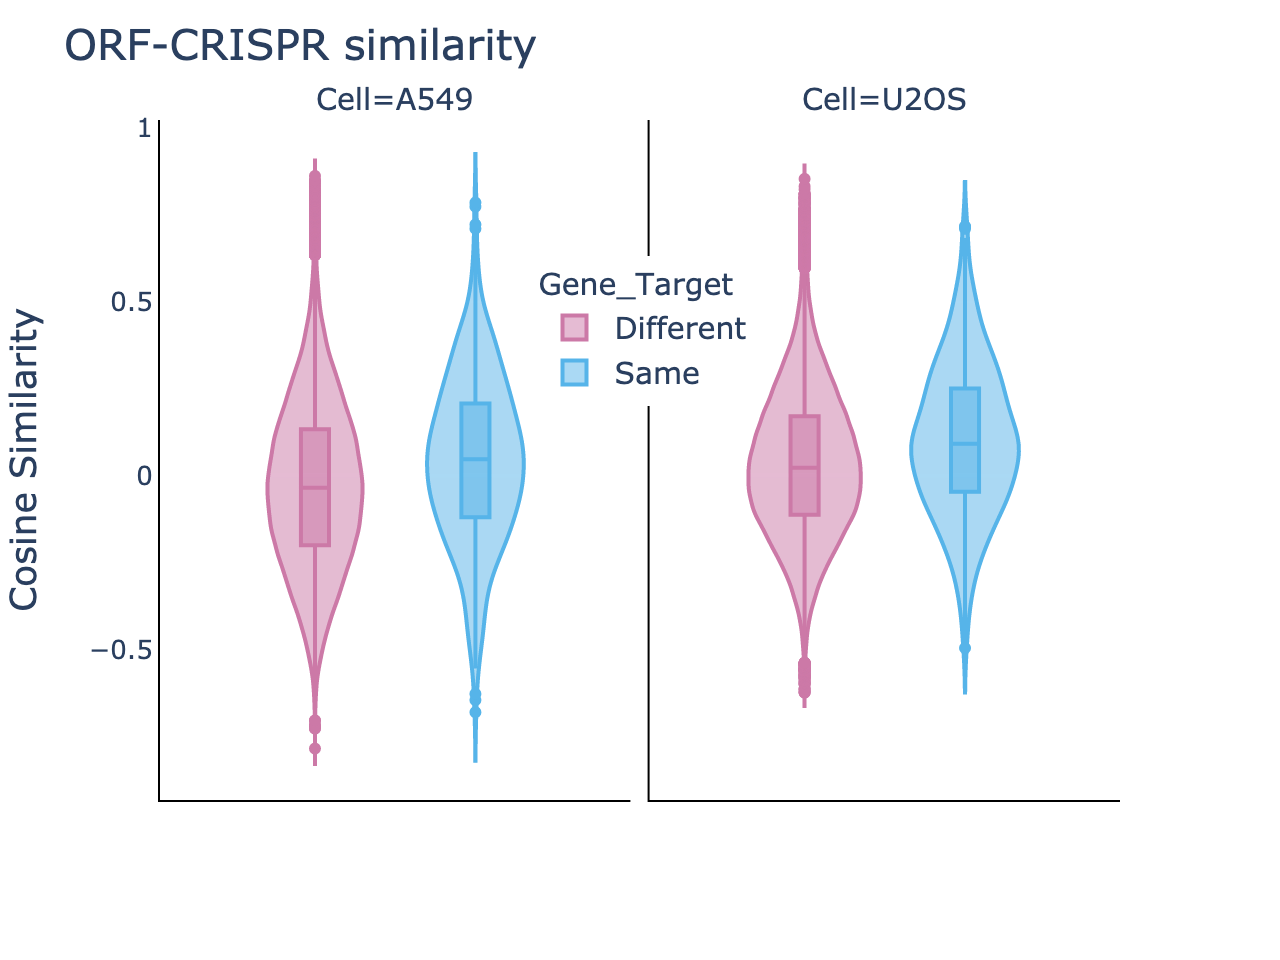 ORF-CRISPR similarity
Cell=A549
Cell=U2OS
Cosine Similarity
1
0.5
0
−0.5
Gene_Target
Different
Same